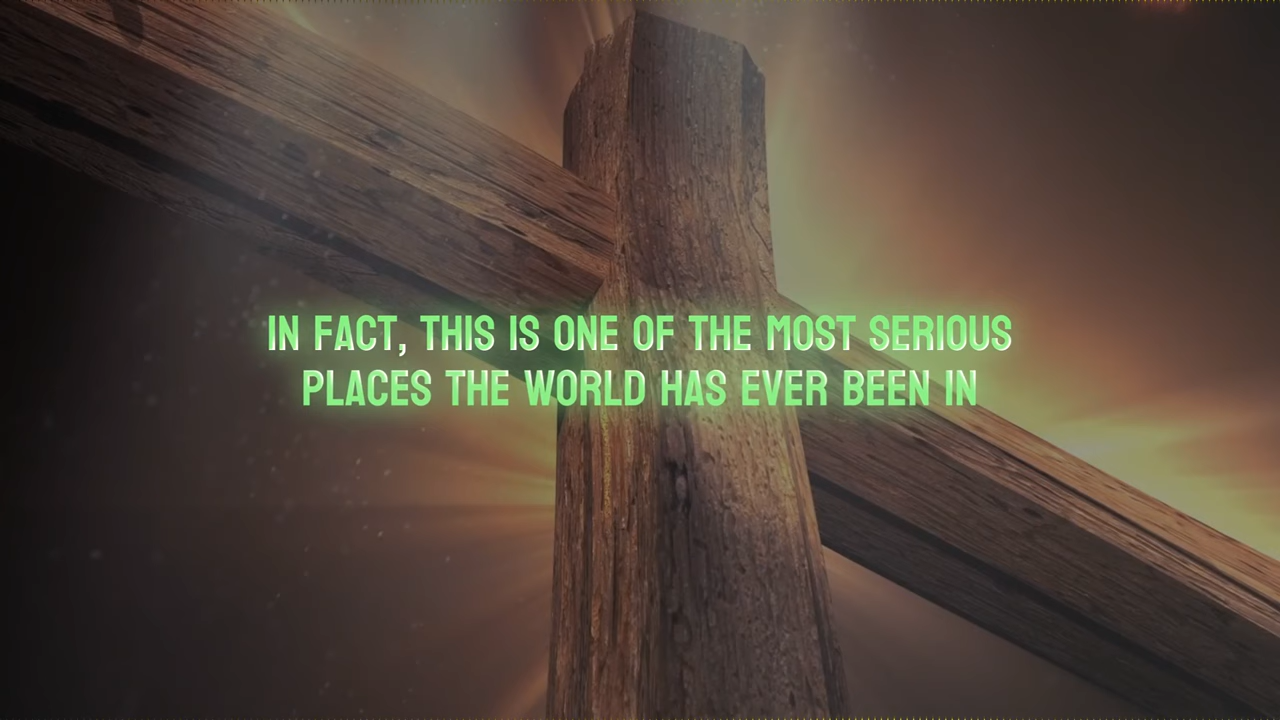 IN FACT, THIS IS ONE OF THE MOST SERIOUS
PLACES THE WORLD HAS EVER BEEN IN